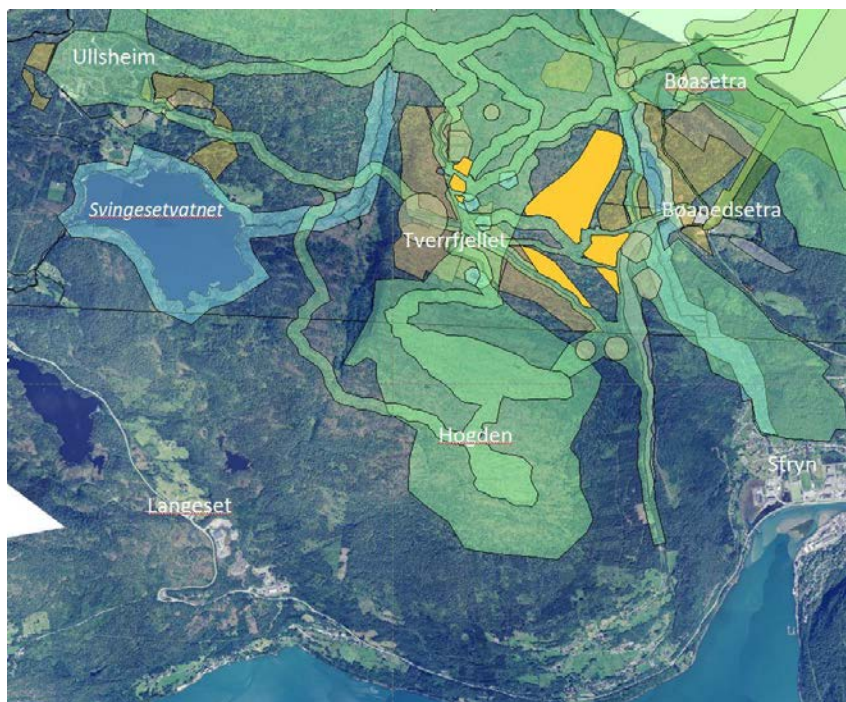 Ullsheim
Bøasetra
Svingesetvatnet
Bøanedsetra
Tverrfjellet
Hogden
Stryn
Langeset